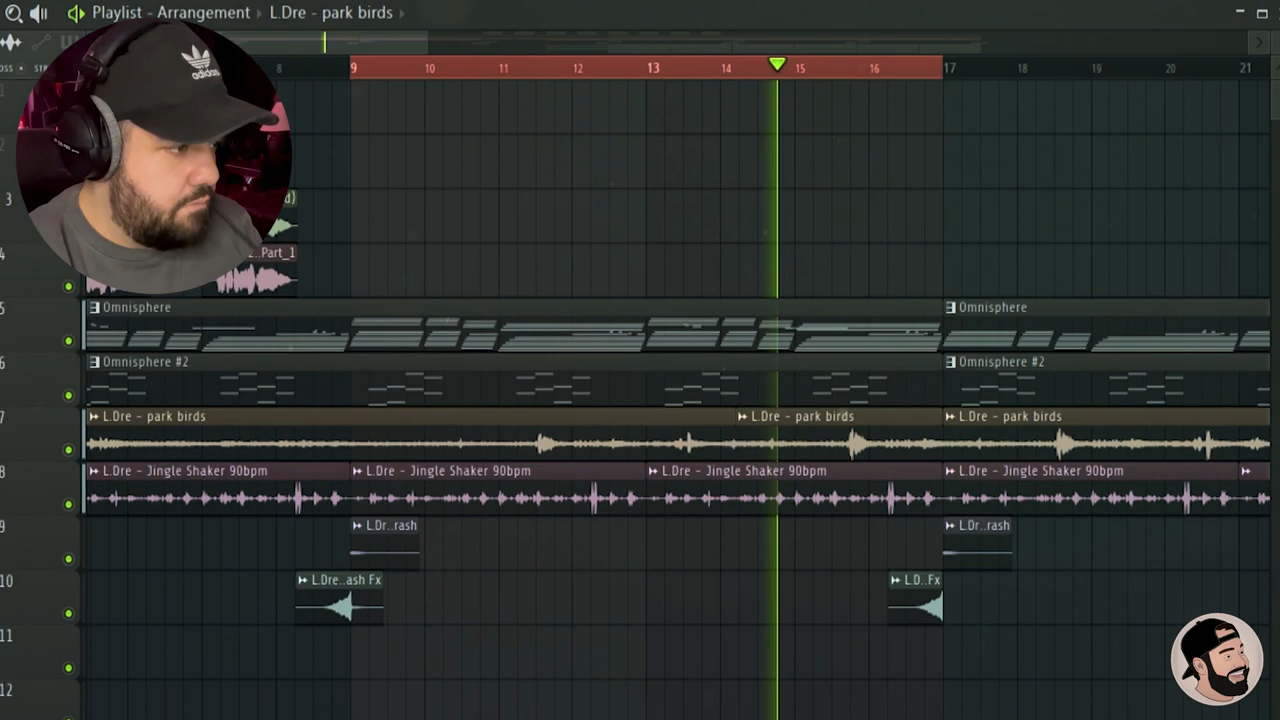 Playlist - Arrangement › L.Dre - park birds ›
adidas
8 9 10 11 12 13 14 15 16 17 18 19 20 21
3
4
..Part_1
5 Omnisphere Omnisphere
6 Omnisphere #2 Omnisphere #2
7 L.Dre - park birds L.Dre - park birds L.Dre - park birds
8 L.Dre - Jingle Shaker 90bpm L.Dre - Jingle Shaker 90bpm L.Dre - Jingle Shaker 90bpm L.Dre - Jingle Shaker 90bpm
9 L.Dr..rash L.Dr..rash
10 L.Dre..ash Fx L.D..Fx
11
12